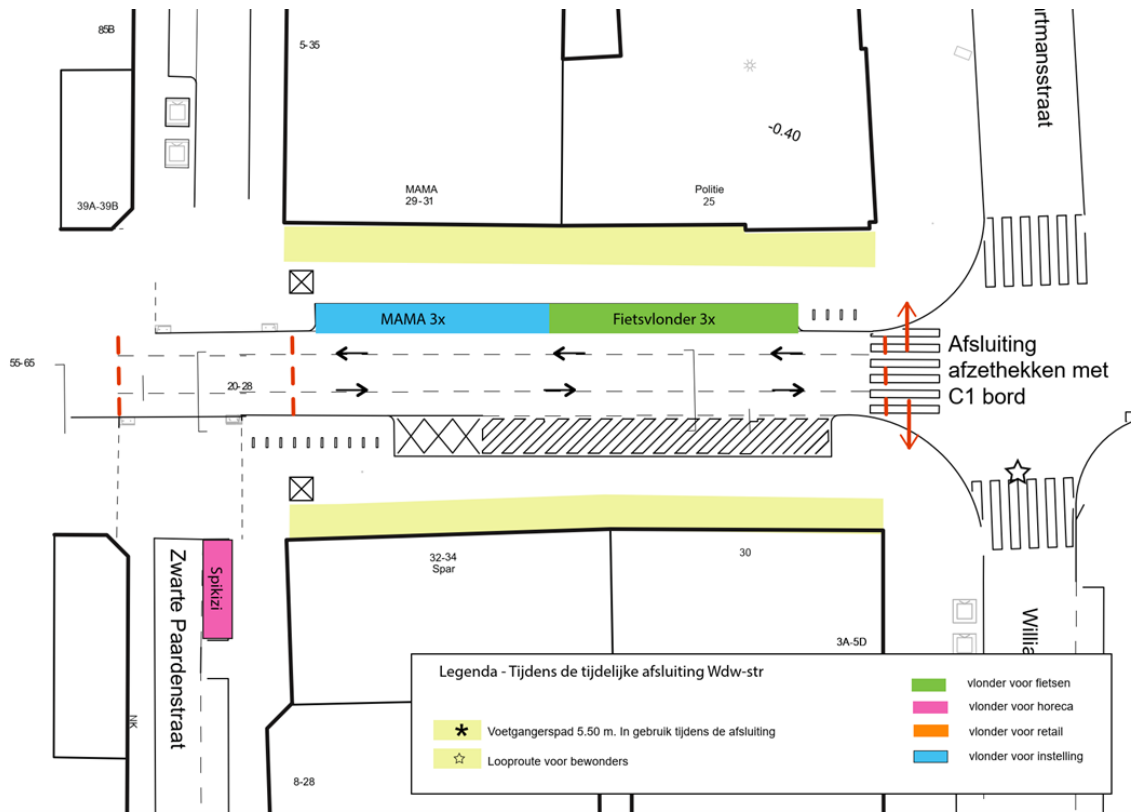 85B
5-35
rtmansstraat
-0.40
39A-39B
MAMA
29-31
Politie
25
MAMA 3x
Fietsvlonder 3x
Afsluiting
afzethekken met
C1 bord
55-65
20-28
Zwarte Paardenstraat
Spikizi
32-34
Spar
30
3A-5D
Willia
NK
8-28
Legenda - Tijdens de tijdelijke afsluiting Wdw-str
Voetgangerspad 5.50 m. In gebruik tijdens de afsluiting
Looproute voor bewonders
vlonder voor fietsen
vlonder voor horeca
vlonder voor retail
vlonder voor instelling